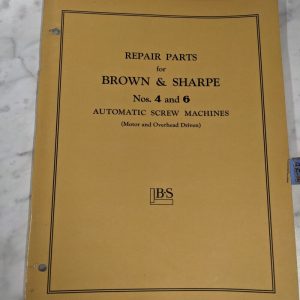 REPAIR PARTS
for
BROWN & SHARPE
Nos. 4 and 6
AUTOMATIC SCREW MACHINES
(Motor and Overhead Driven)
B&S